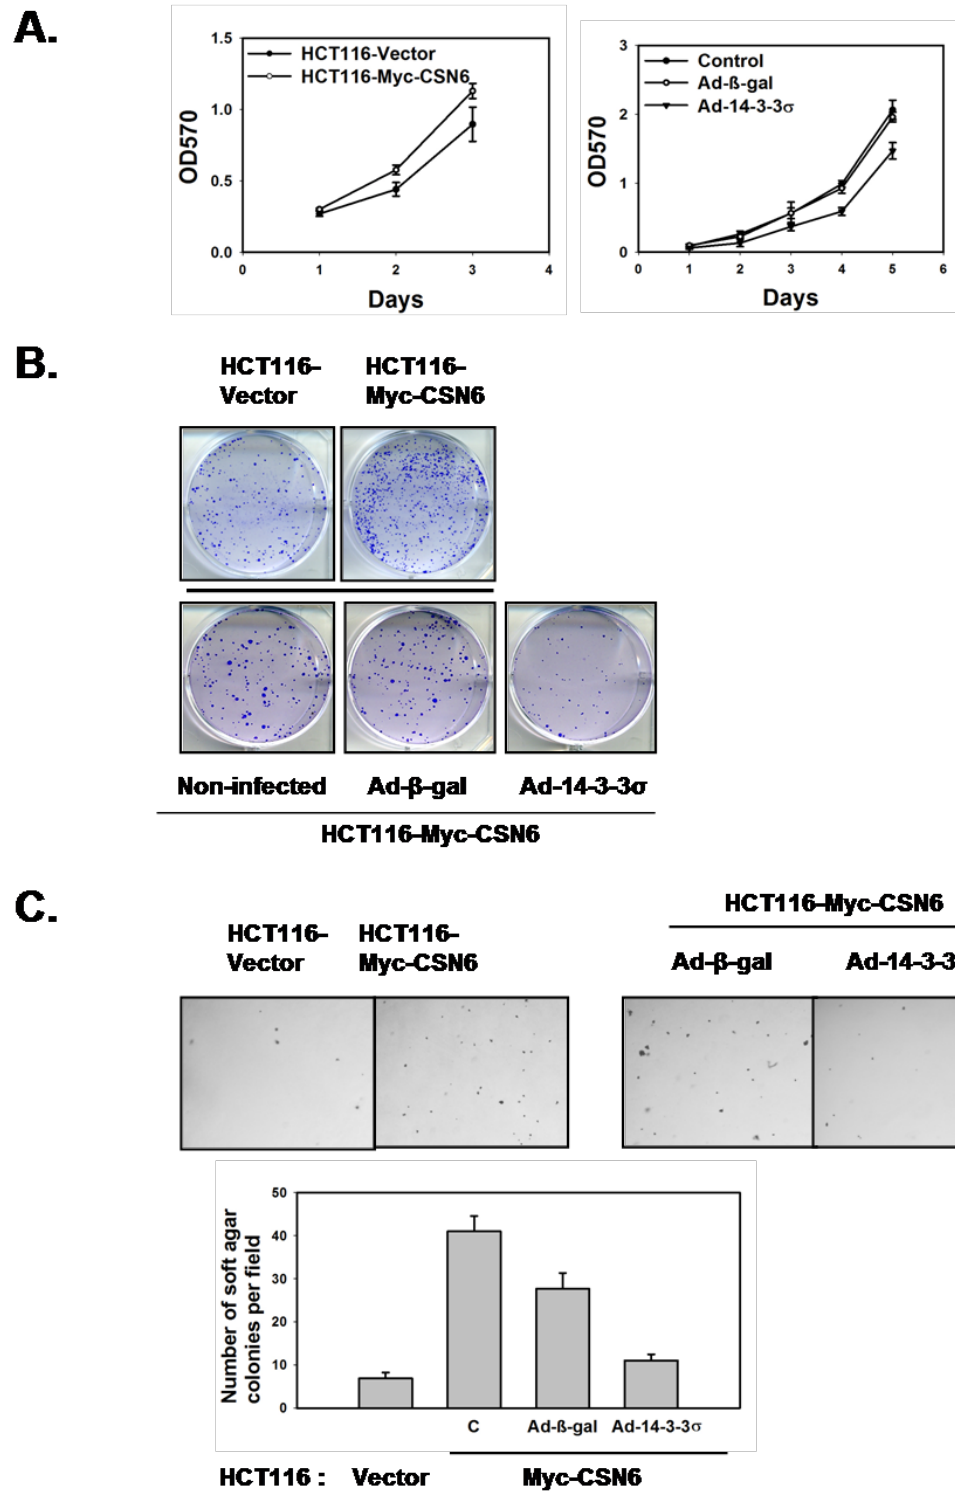 A.
1.5
1.0
0.5
0.0
OD570
HCT116-Vector
HCT116-Myc-CSN6
0 1 2 3 4
Days
3
2
1
0
OD570
Control
Ad-ß-gal
Ad-14-3-3σ
0 1 2 3 4 5 6
Days
B.
HCT116-
Vector
HCT116-
Myc-CSN6
Non-infected Ad-β-gal Ad-14-3-3σ
HCT116-Myc-CSN6
C.
HCT116-
Vector
HCT116-
Myc-CSN6
HCT116-Myc-CSN6
Ad-β-gal Ad-14-3-3
Number of soft agar
colonies per field
50
40
30
20
10
0
C Ad-ß-gal Ad-14-3-3σ
HCT116 : Vector Myc-CSN6